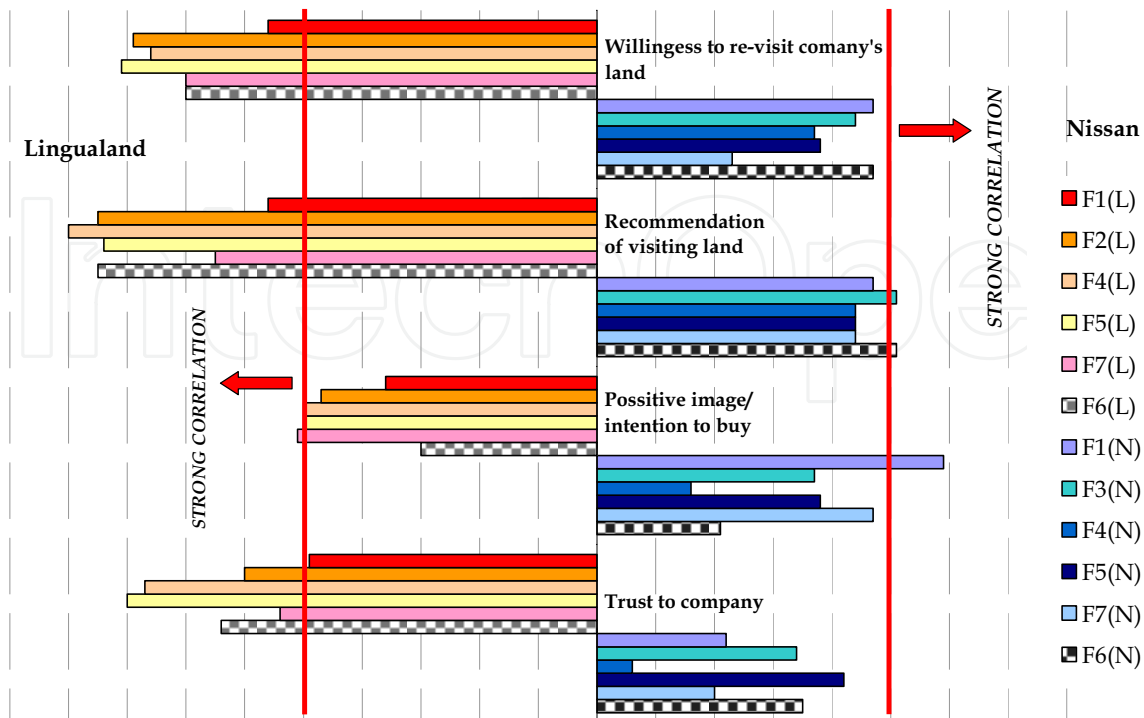 Willingess to re-visit comany's
land
Lingualand
Nissan
STRONG CORRELATION
Recommendation
of visiting land
STRONG CORRELATION
Possitive image/
intention to buy
Trust to company
F1(L)
F2(L)
F4(L)
F5(L)
F7(L)
F6(L)
F1(N)
F3(N)
F4(N)
F5(N)
F7(N)
F6(N)
IntechOpe